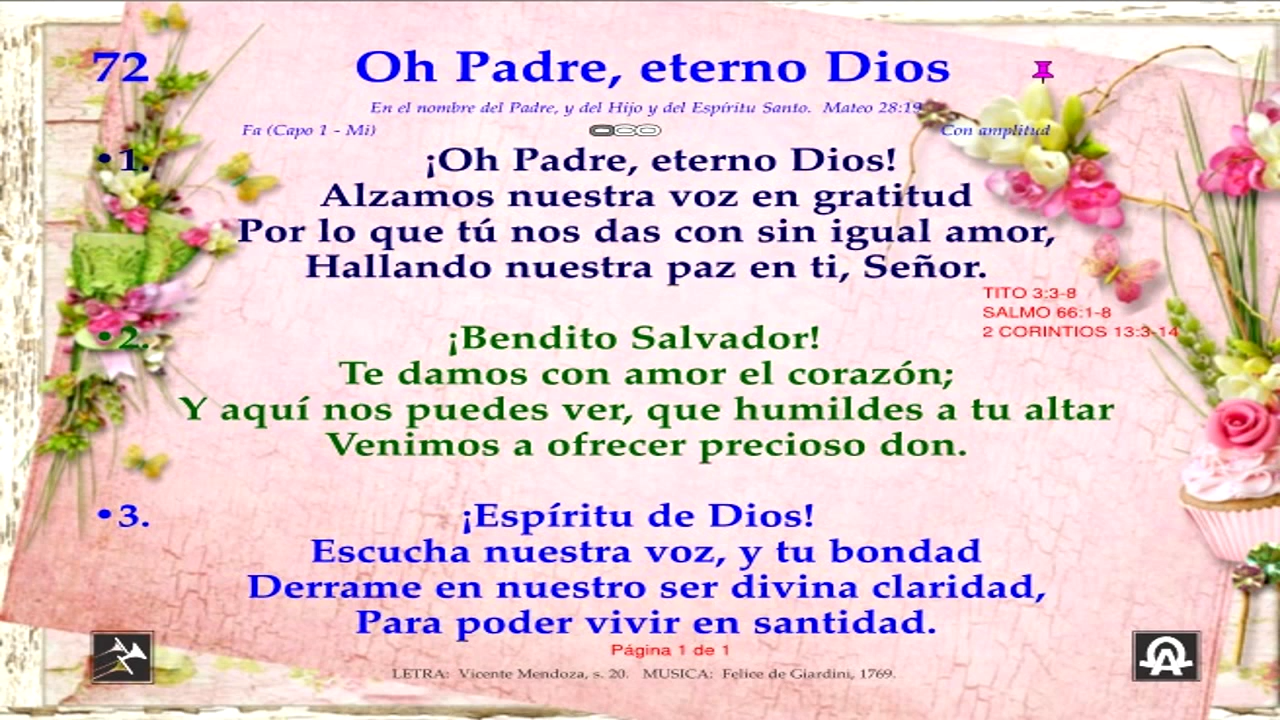 72 Oh Padre, eterno Dios
En el nombre del Padre, y del Hijo y del Espíritu Santo. Mateo 28:19
Fa (Capo 1 - Mi) Con amplitud
•1. ¡Oh Padre, eterno Dios!
Alzamos nuestra voz en gratitud
Por lo que tú nos das con sin igual amor,
Hallando nuestra paz en ti, Señor.
TITO 3:3-8
SALMO 66:1-8
2 CORINTIOS 13:3-14
•2. ¡Bendito Salvador!
Te damos con amor el corazón;
Y aquí nos puedes ver, que humildes a tu altar
Venimos a ofrecer precioso don.
•3. ¡Espíritu de Dios!
Escucha nuestra voz, y tu bondad
Derrame en nuestro ser divina claridad,
Para poder vivir en santidad.
Página 1 de 1
LETRA: Vicente Mendoza, s. 20. MUSICA: Felice de Giardini, 1769.